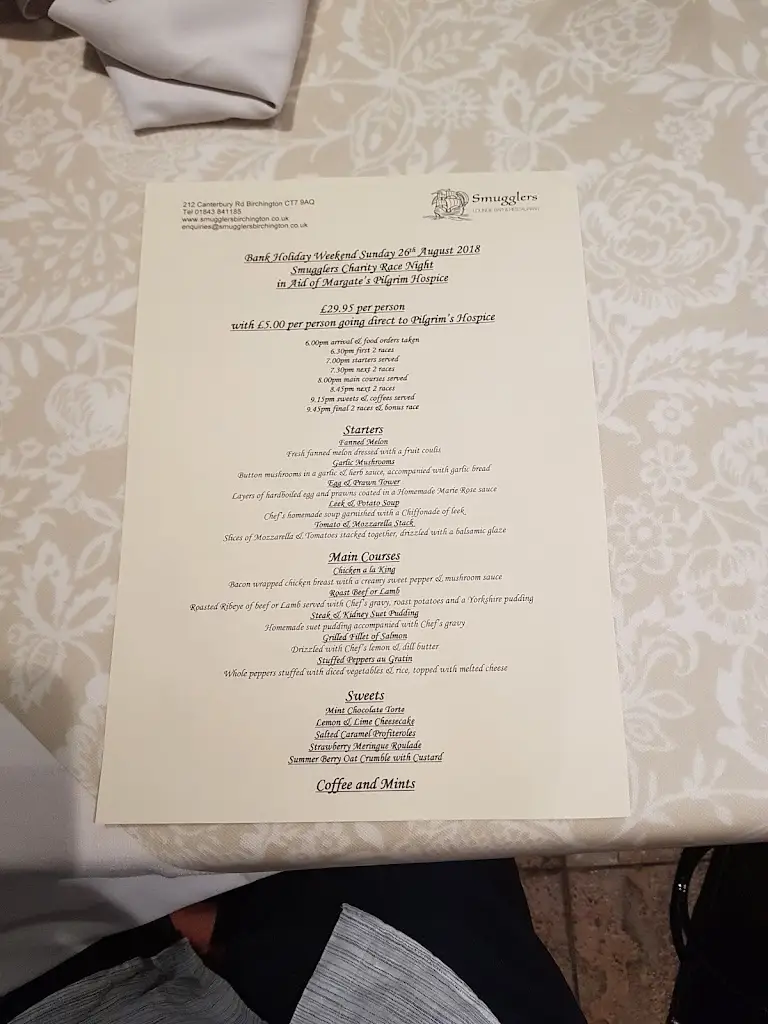 212 Canterbury Rd Birchington CT7 9AQ
Tel 01843 841185
www.smugglersbirchington.co.uk
enquiries@smugglersbirchington.co.uk
Smugglers
LOUNGE BAR & RESTAURANT
Bank Holiday Weekend Sunday 26th August 2018
Smugglers Charity Race Night
in Aid of Margate's Pilgrim Hospice
£29.95 per person
with £5.00 per person going direct to Pilgrim's Hospice
6.00pm arrival & food orders taken
6.30pm first 2 races
7.00pm starters served
7.30pm next 2 races
8.00pm main courses served
8.45pm next 2 races
9.15pm sweets & coffees served
9.45pm final 2 races & bonus race
Starters
Fanned Melon
Fresh fanned melon dressed with a fruit coulis
Garlic Mushrooms
Button mushrooms in a garlic & herb sauce, accompanied with garlic bread
Egg & Prawn Tower
Layers of hardboiled egg and prawns coated in a Homemade Marie Rose sauce
Leek & Potato Soup
Chef's homemade soup garnished with a Chiffonade of leek
Tomato & Mozzarella Stack
Slices of Mozzarella & Tomatoes stacked together, drizzled with a balsamic glaze
Main Courses
Chicken a la King
Bacon wrapped chicken breast with a creamy sweet pepper & mushroom sauce
Roast Beef or Lamb
Roasted Ribeye of beef or Lamb served with Chef's gravy, roast potatoes and a Yorkshire pudding
Steak & Kidney Suet Pudding
Homemade suet pudding accompanied with Chef's gravy
Grilled Fillet of Salmon
Drizzled with Chef's lemon & dill butter
Stuffed Peppers au Gratin
Whole peppers stuffed with diced vegetables & rice, topped with melted cheese
Sweets
Mint Chocolate Torte
Lemon & Lime Cheesecake
Salted Caramel Profiteroles
Strawberry Meringue Roulade
Summer Berry Oat Crumble with Custard
Coffee and Mints